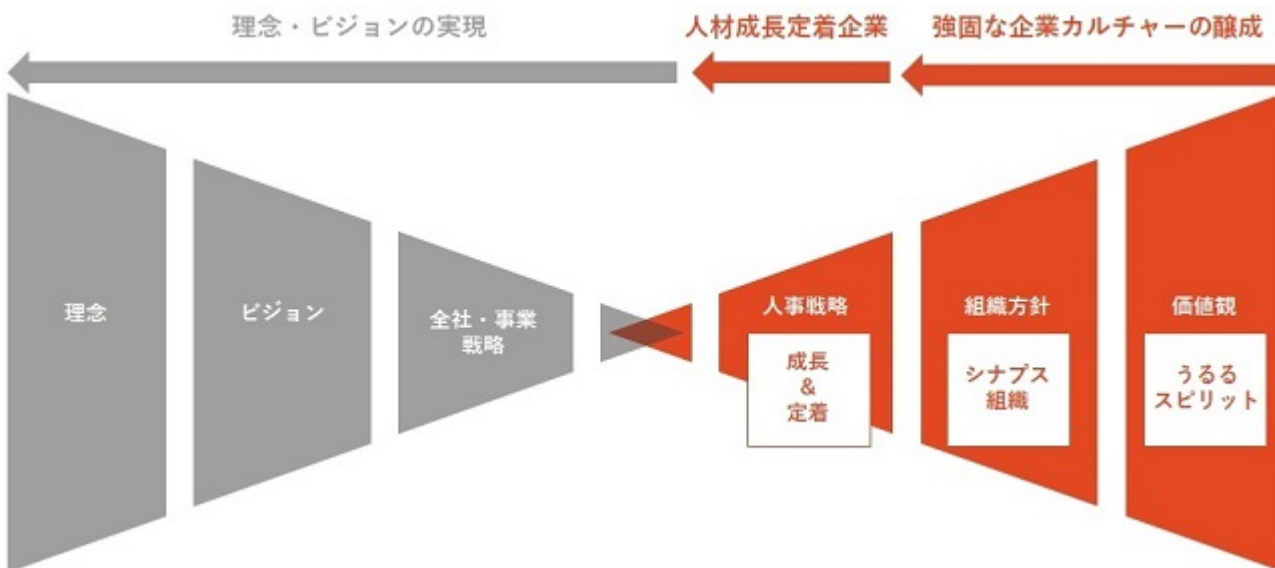 理念・ビジョンの実現
人材成長定着企業
強固な企業カルチャーの醸成
理念
ビジョン
全社・事業
戦略
人事戦略
成長
&
定着
組織方針
シナプス
組織
価値観
うるる
スピリット